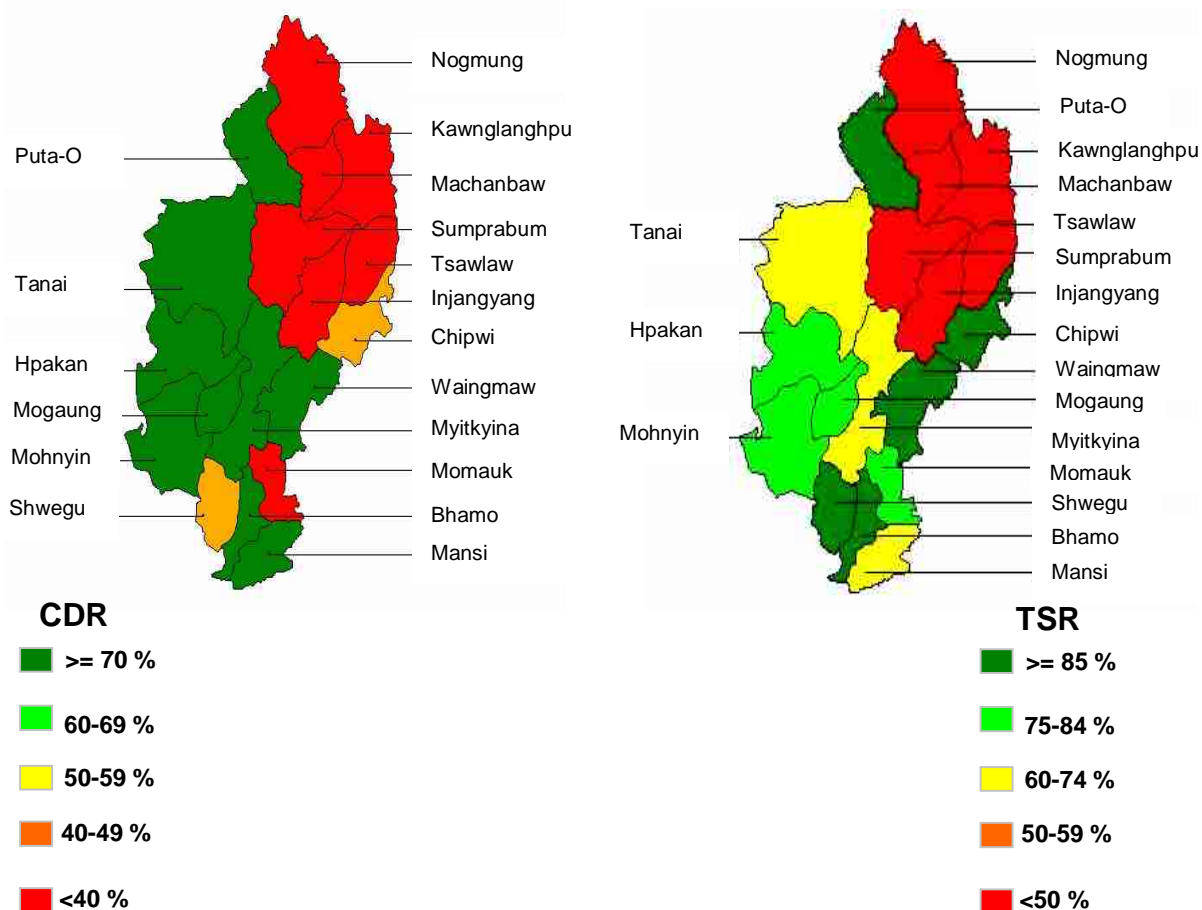 Nogmung
Kawnglanghpu
Puta-O
Machanbaw
Sumprabum
Tsawlaw
Tanai
Injangyang
Chipwi
Hpakan
Waingmaw
Mogaung
Myitkyina
Mohnyin
Momauk
Shwegu
Bhamo
Mansi
CDR
>= 70 %
60-69 %
50-59 %
40-49 %
<40 %
Nogmung
Puta-O
Kawnglanghpu
Machanbaw
Tsawlaw
Tanai
Sumprabum
Injangyang
Hpakan
Chipwi
Waingmaw
Mogaung
Mohnyin
Myitkyina
Momauk
Shwegu
Bhamo
Mansi
TSR
>= 85 %
75-84 %
60-74 %
50-59 %
<50 %